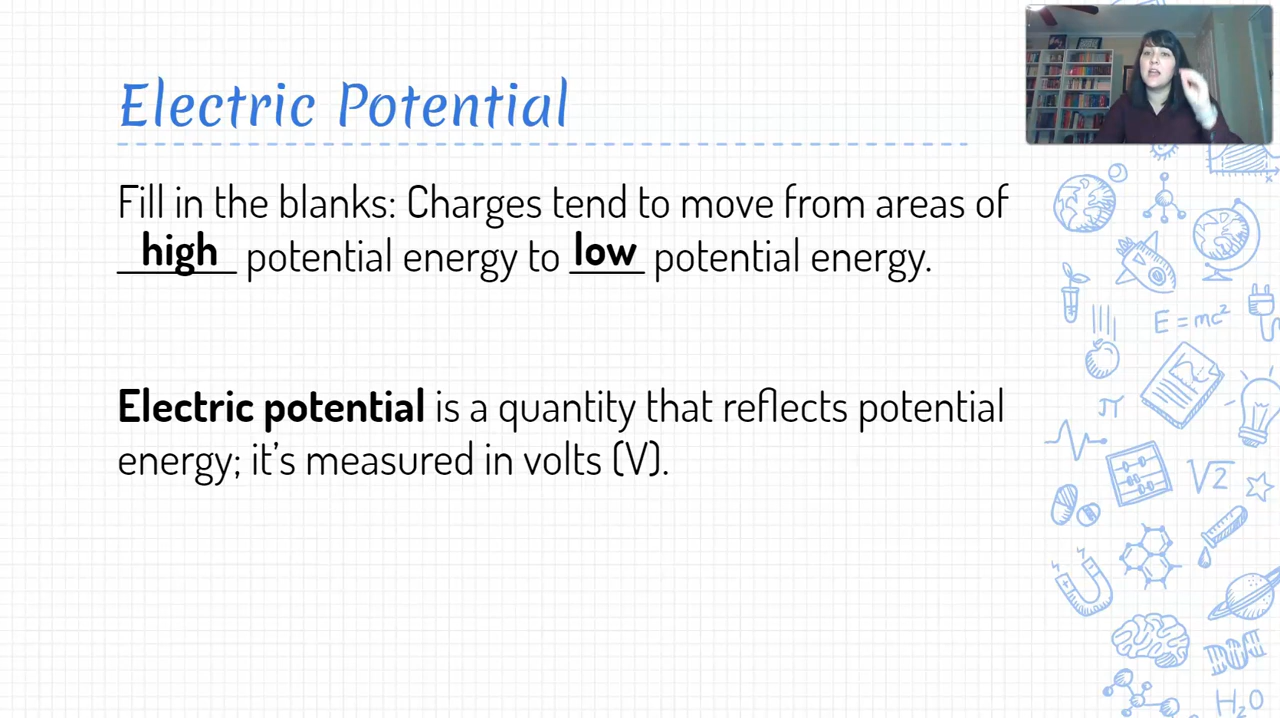 Electric Potential
Fill in the blanks: Charges tend to move from areas of
high potential energy to low potential energy.
Electric potential is a quantity that reflects potential
energy; it's measured in volts (V).
E = mc²
π
√2
H₂O